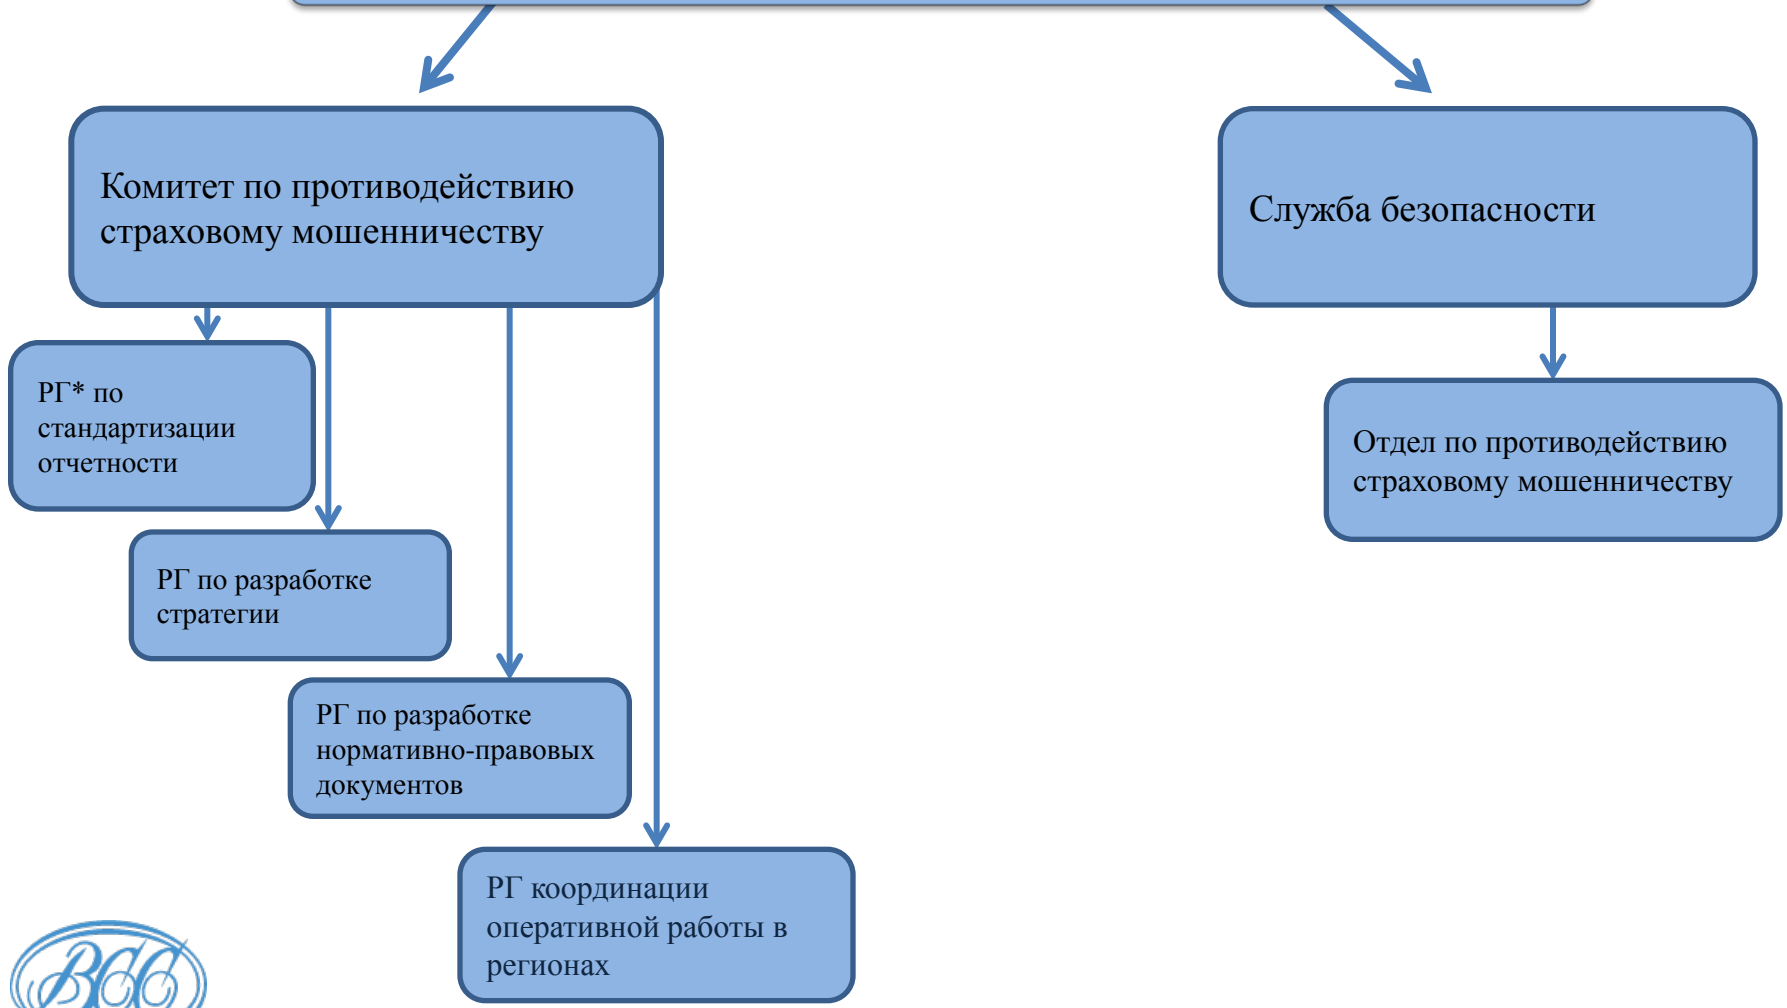 Комитет по противодействию
страховому мошенничеству
Служба безопасности
РГ* по
стандартизации
отчетности
Отдел по противодействию
страховому мошенничеству
РГ по разработке
стратегии
РГ по разработке
нормативно-правовых
документов
РГ координации
оперативной работы в
регионах
ВСС